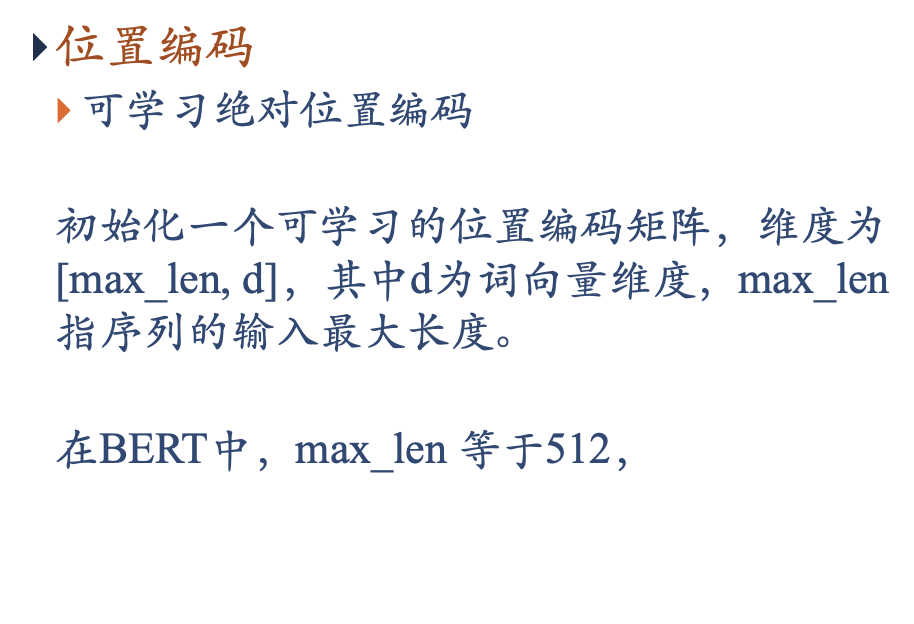 位置编码
可学习绝对位置编码
初始化一个可学习的位置编码矩阵，维度为
[max_len, d]，其中d为词向量维度，max_len
指序列的输入最大长度。
在BERT中，max_len 等于512，